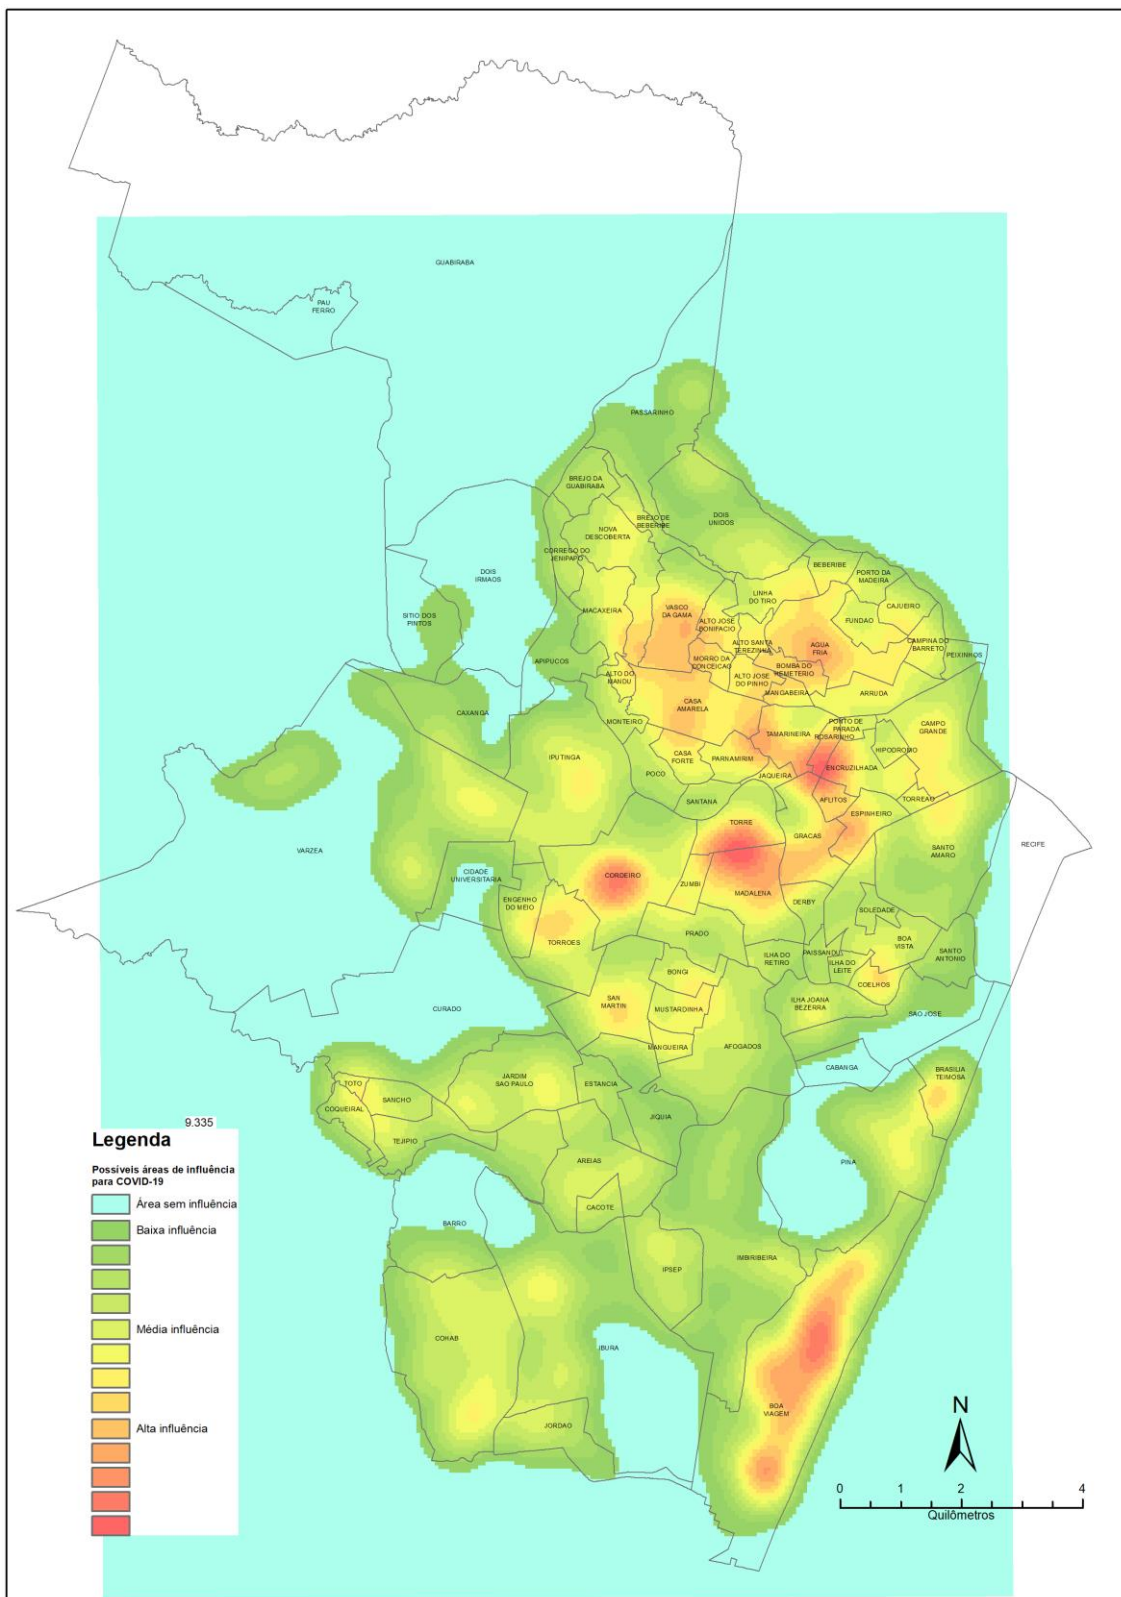 GUABIRABA
PAU
FERRO
PASSARINHO
BREJO DA
GUABIRABA
BREJO DE
BEBERIBE
DOIS
UNIDOS
NOVA
DESCOBERTA
CORREGO DO
JENIPAPO
BEBERIBE
PORTO DA
MADEIRA
DOIS
IRMAOS
LINHA
DO TIRO
CAJUEIRO
MACAXEIRA
VASCO
DA GAMA
ALTO JOSE
BONIFACIO
FUNDAO
SITIO DOS
PINTOS
ALTO SANTA
TEREZINHA
AGUA
FRIA
CAMPINA DO
BARRETO
PEIXINHOS
APIPUCOS
MORRO DA
CONCEICAO
BOMBA DO
HEMETERIO
ALTO DO
MANDU
ALTO JOSE
DO PINHO
MANGABEIRA
ARRUDA
CASA
AMARELA
CAXANGA
MONTEIRO
TAMARINEIRA
PORTO DE
PARADA
ROSARINHO
CAMPO
GRANDE
HIPODROMO
IPUTINGA
CASA
FORTE
PARNAMIRIM
ENCRUZILHADA
POCO
JAQUEIRA
SANTANA
AFLITOS
TORREAO
ESPINHEIRO
TORRE
GRACAS
VARZEA
SANTO
AMARO
RECIFE
CIDADE
UNIVERSITARIA
CORDEIRO
ZUMBI
MADALENA
DERBY
ENGENHO
DO MEIO
SOLEDADE
TORROES
PRADO
BOA
VISTA
ILHA DO
RETIRO
PAISSANDU
ILHA DO
LEITE
SANTO
ANTONIO
BONGI
COELHOS
SAN
MARTIN
MUSTARDINHA
ILHA JOANA
BEZERRA
CURADO
SAO JOSE
MANGUEIRA
AFOGADOS
CABANGA
BRASILIA
TEIMOSA
JARDIM
SAO PAULO
ESTANCIA
TOTO
SANCHO
COQUEIRAL
JIQUIA
TEJIPIO
AREIAS
PINA
CACOTE
BARRO
IPSEP
IMBIRIBEIRA
COHAB
IBURA
BOA
VIAGEM
JORDAO
9.335
Legenda
Possíveis áreas de influência
para COVID-19
Área sem influência
Baixa influência
Média influência
Alta influência
N
0 1 2 4
Quilômetros